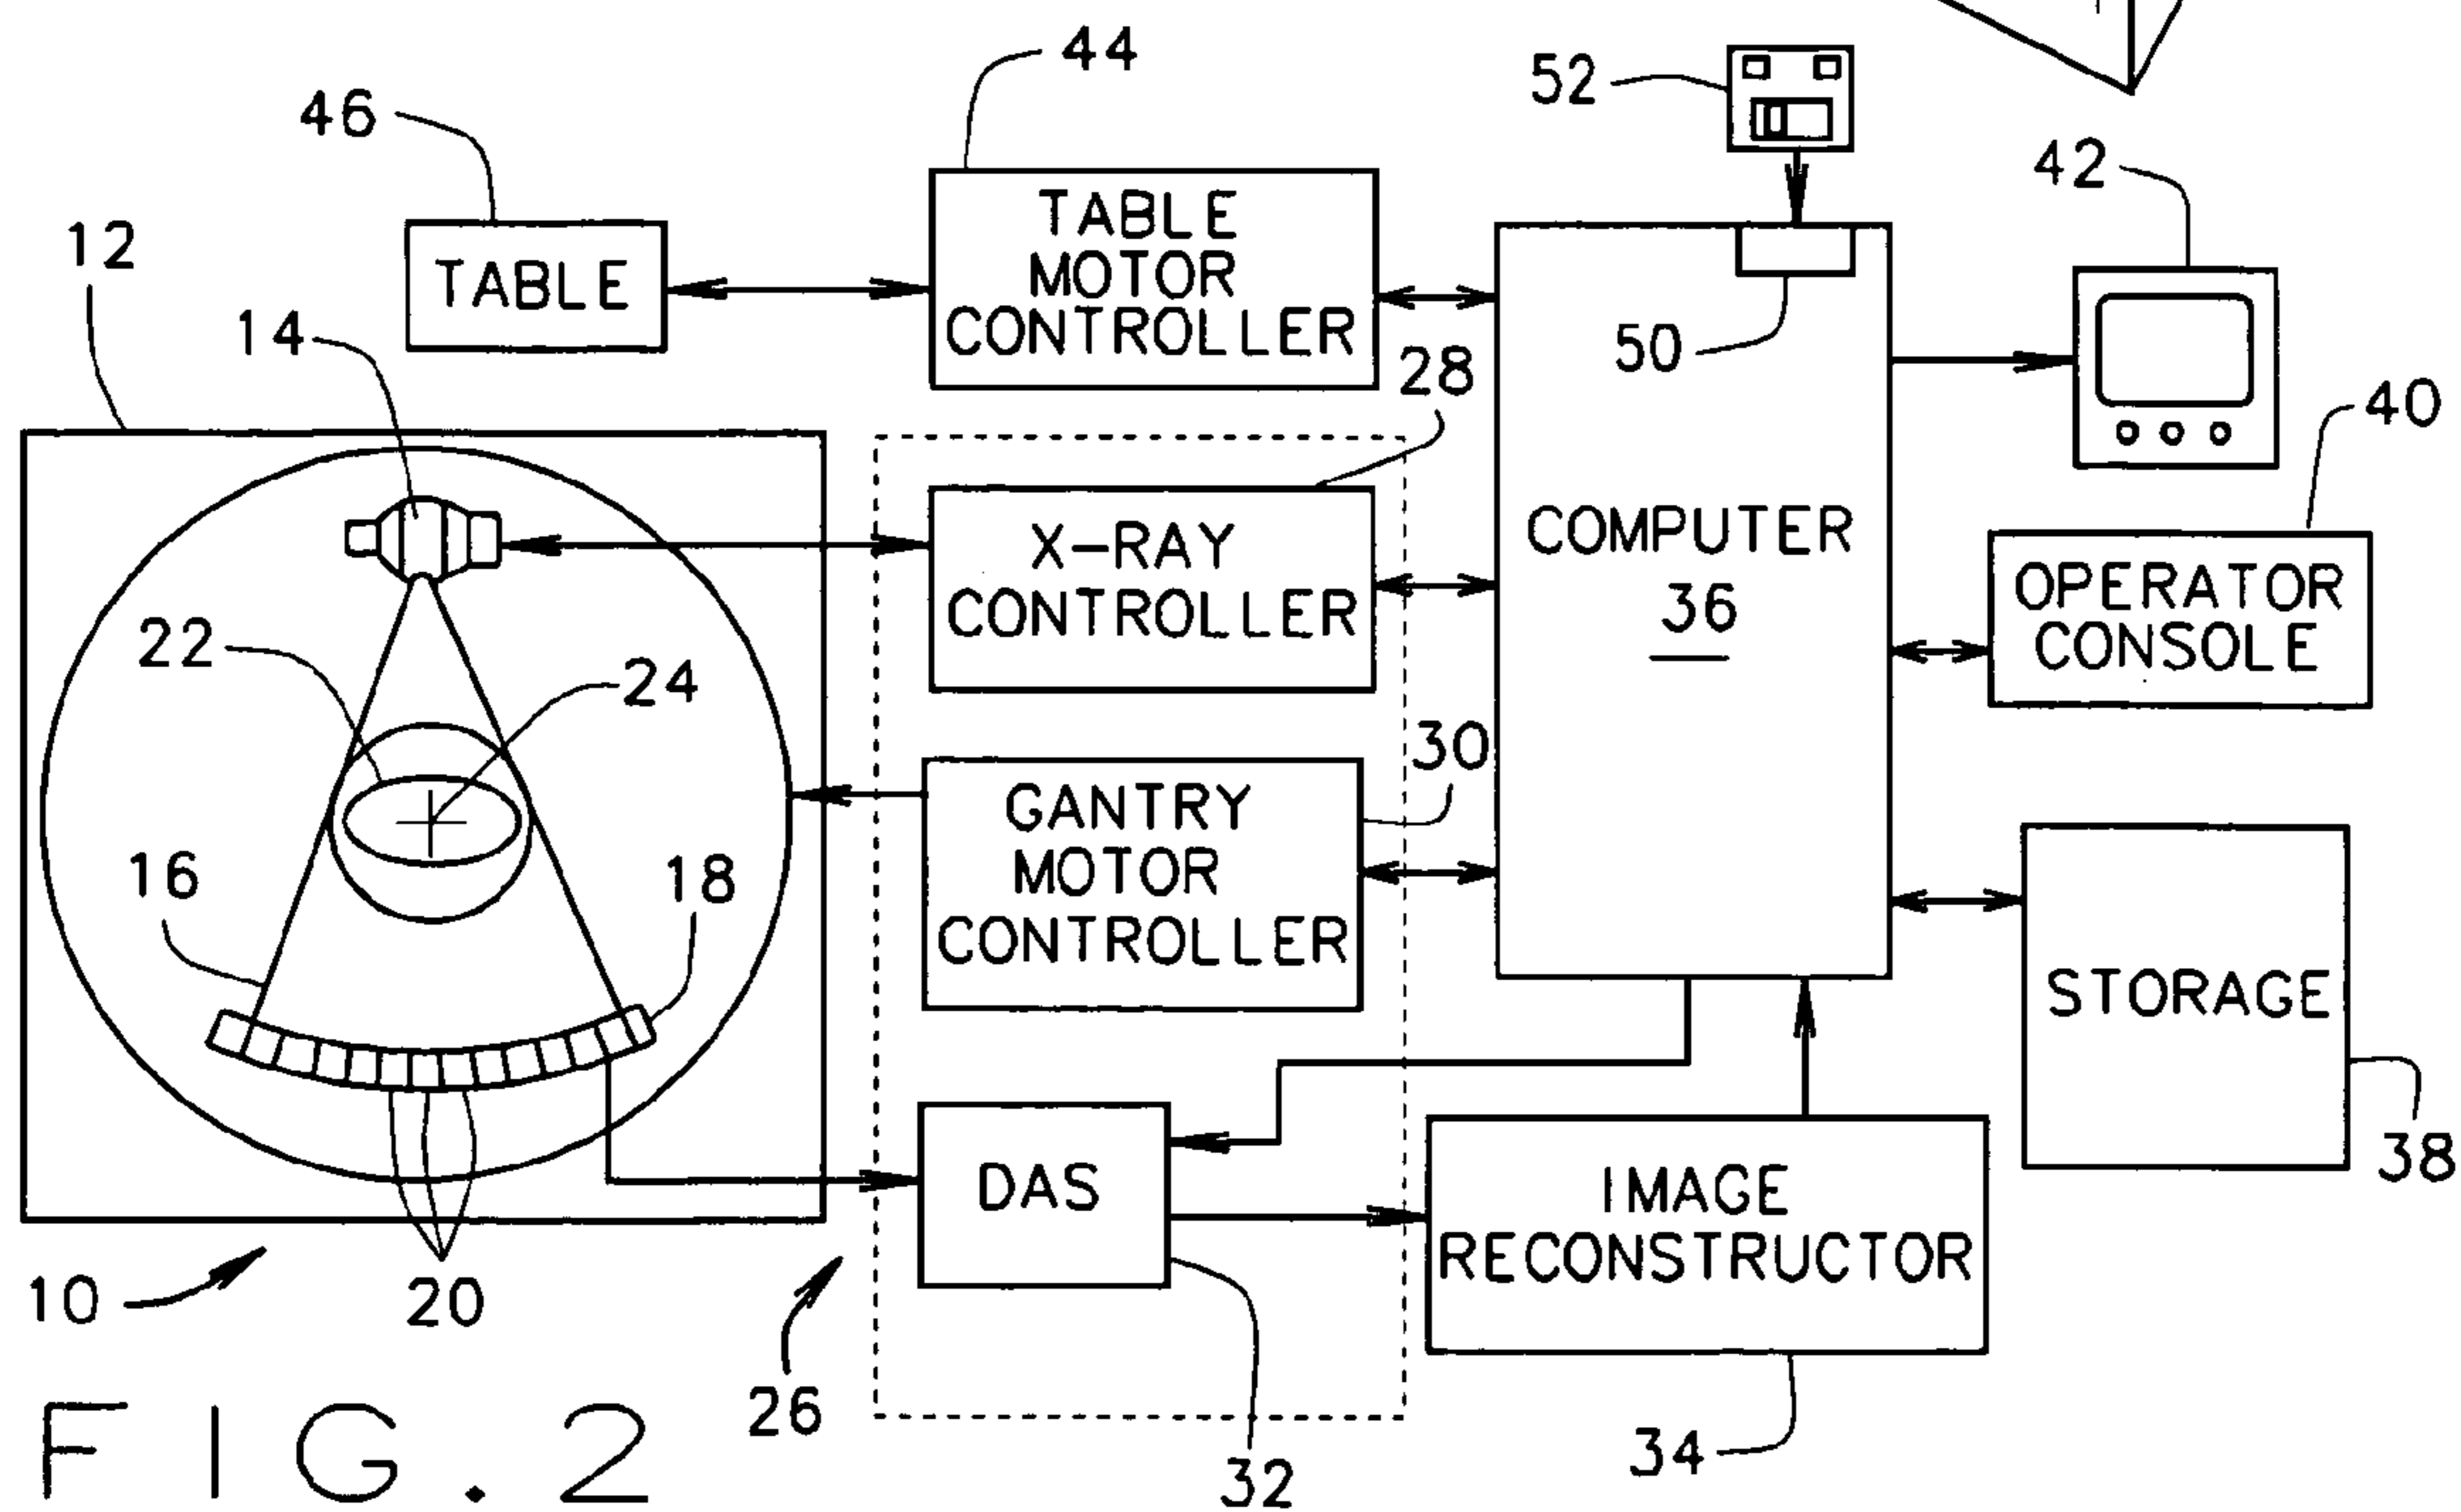 44
52
46
42
12
TABLE
MOTOR
CONTROLLER
TABLE
14
50
28
40
COMPUTER
36
X-RAY
CONTROLLER
OPERATOR
CONSOLE
22
24
30
GANTRY
MOTOR
CONTROLLER
16
18
STORAGE
38
DAS
IMAGE
RECONSTRUCTOR
10
20
26
32
34
FIG.2